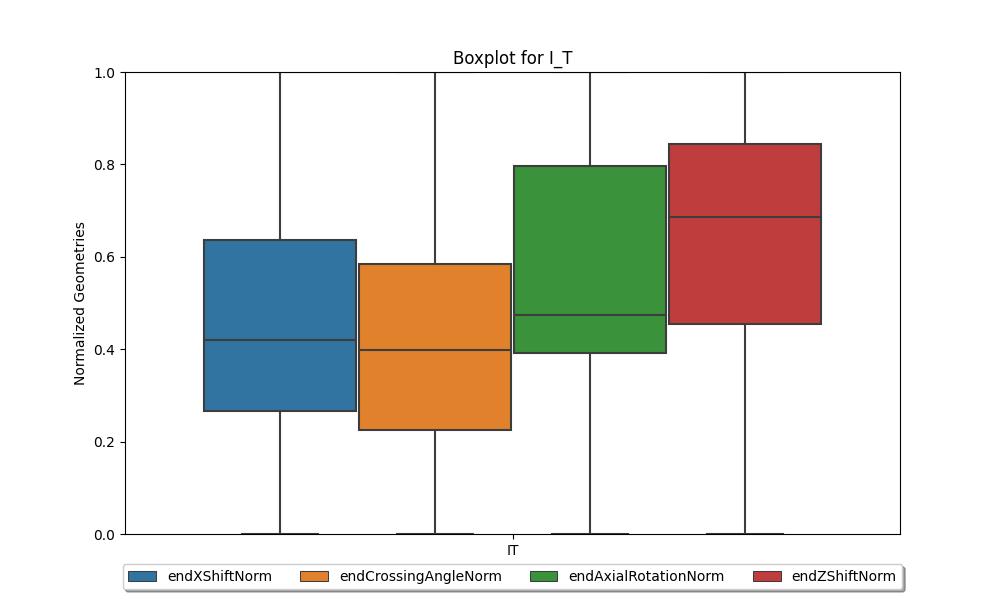 Boxplot for I_T
1.0
0.8
0.6
0.4
0.2
0.0
Normalized Geometries
IT
endXShiftNorm endCrossingAngleNorm endAxialRotationNorm endZShiftNorm